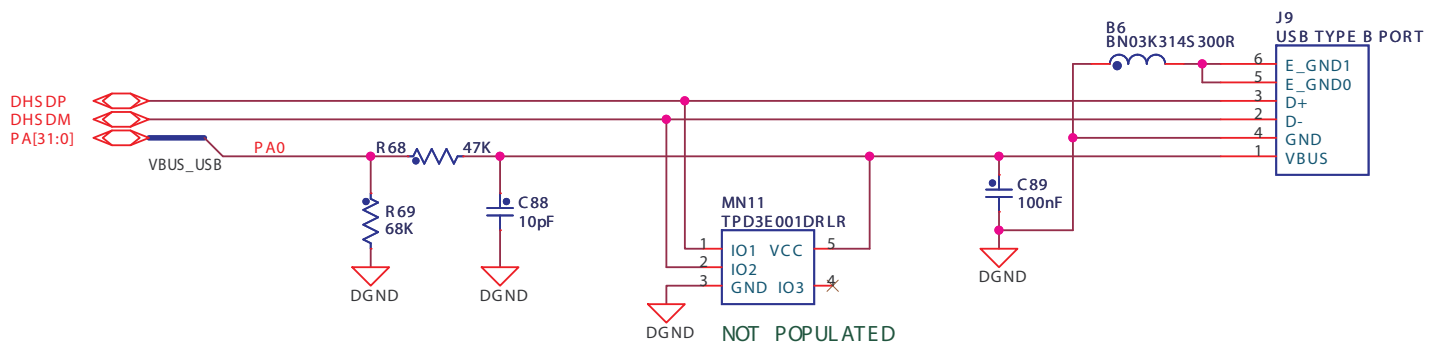 J9
USB TYPE B PORT
B6
BN03K314S300R
6 E_GND1
5 E_GND0
3 D+
2 D-
4 GND
1 VBUS
DHSDP
DHSDM
PA[31:0]
VBUS_USB
PA0
R68
47K
R69
68K
DGND
C88
10pF
DGND
MN11
TPD3E001DRLR
1 IO1 VCC 5
2 IO2
3 GND IO3 4
DGND
NOT POPULATED
C89
100nF
DGND